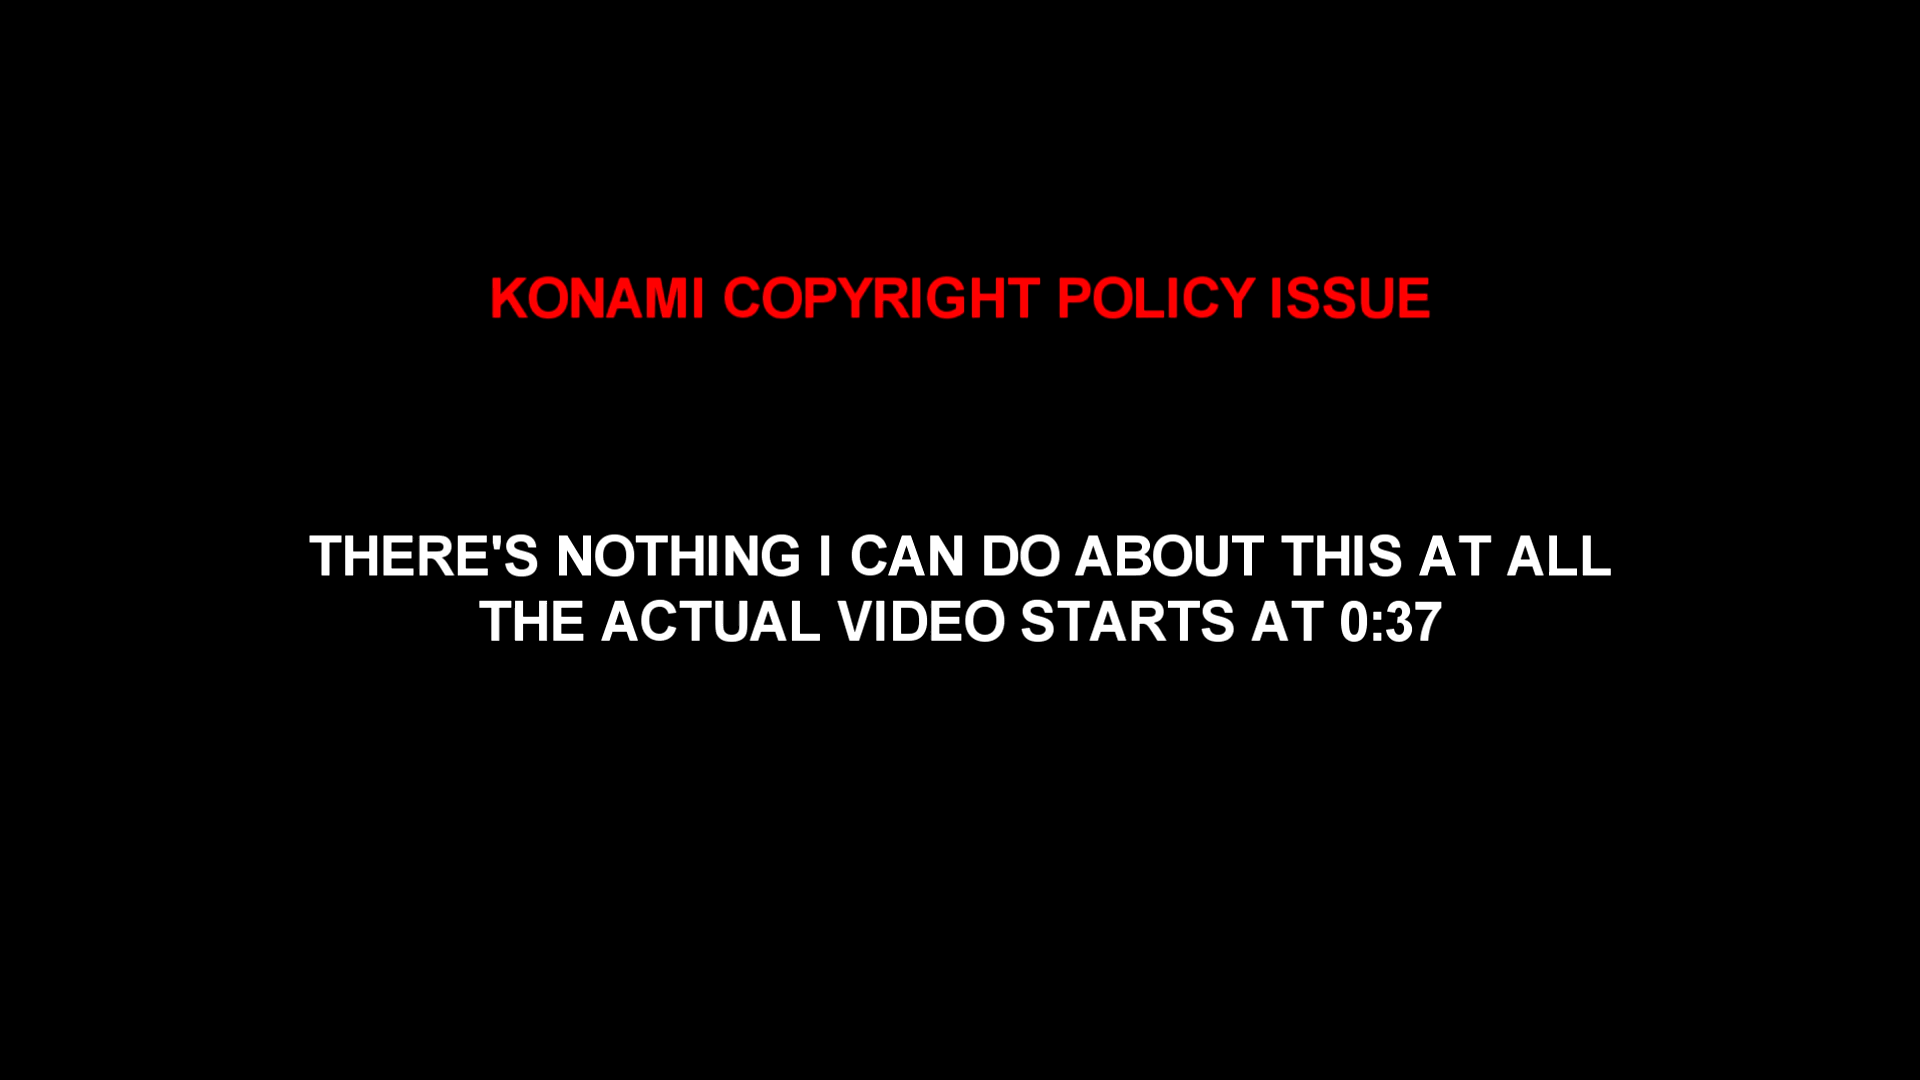 KONAMI COPYRIGHT POLICY ISSUE
THERE'S NOTHING I CAN DO ABOUT THIS AT ALL
THE ACTUAL VIDEO STARTS AT 0:37